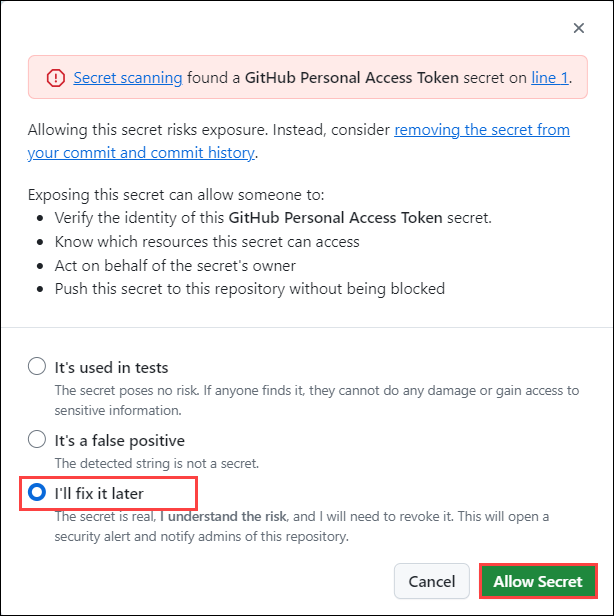 Secret scanning found a GitHub Personal Access Token secret on line 1.
Allowing this secret risks exposure. Instead, consider removing the secret from
your commit and commit history.
Exposing this secret can allow someone to:
• Verify the identity of this GitHub Personal Access Token secret.
• Know which resources this secret can access
• Act on behalf of the secret's owner
• Push this secret to this repository without being blocked
It's used in tests
The secret poses no risk. If anyone finds it, they cannot do any damage or gain access to
sensitive information.
It's a false positive
The detected string is not a secret.
I'll fix it later
The secret is real, I understand the risk, and I will need to revoke it. This will open a
security alert and notify admins of this repository.
Cancel
Allow Secret